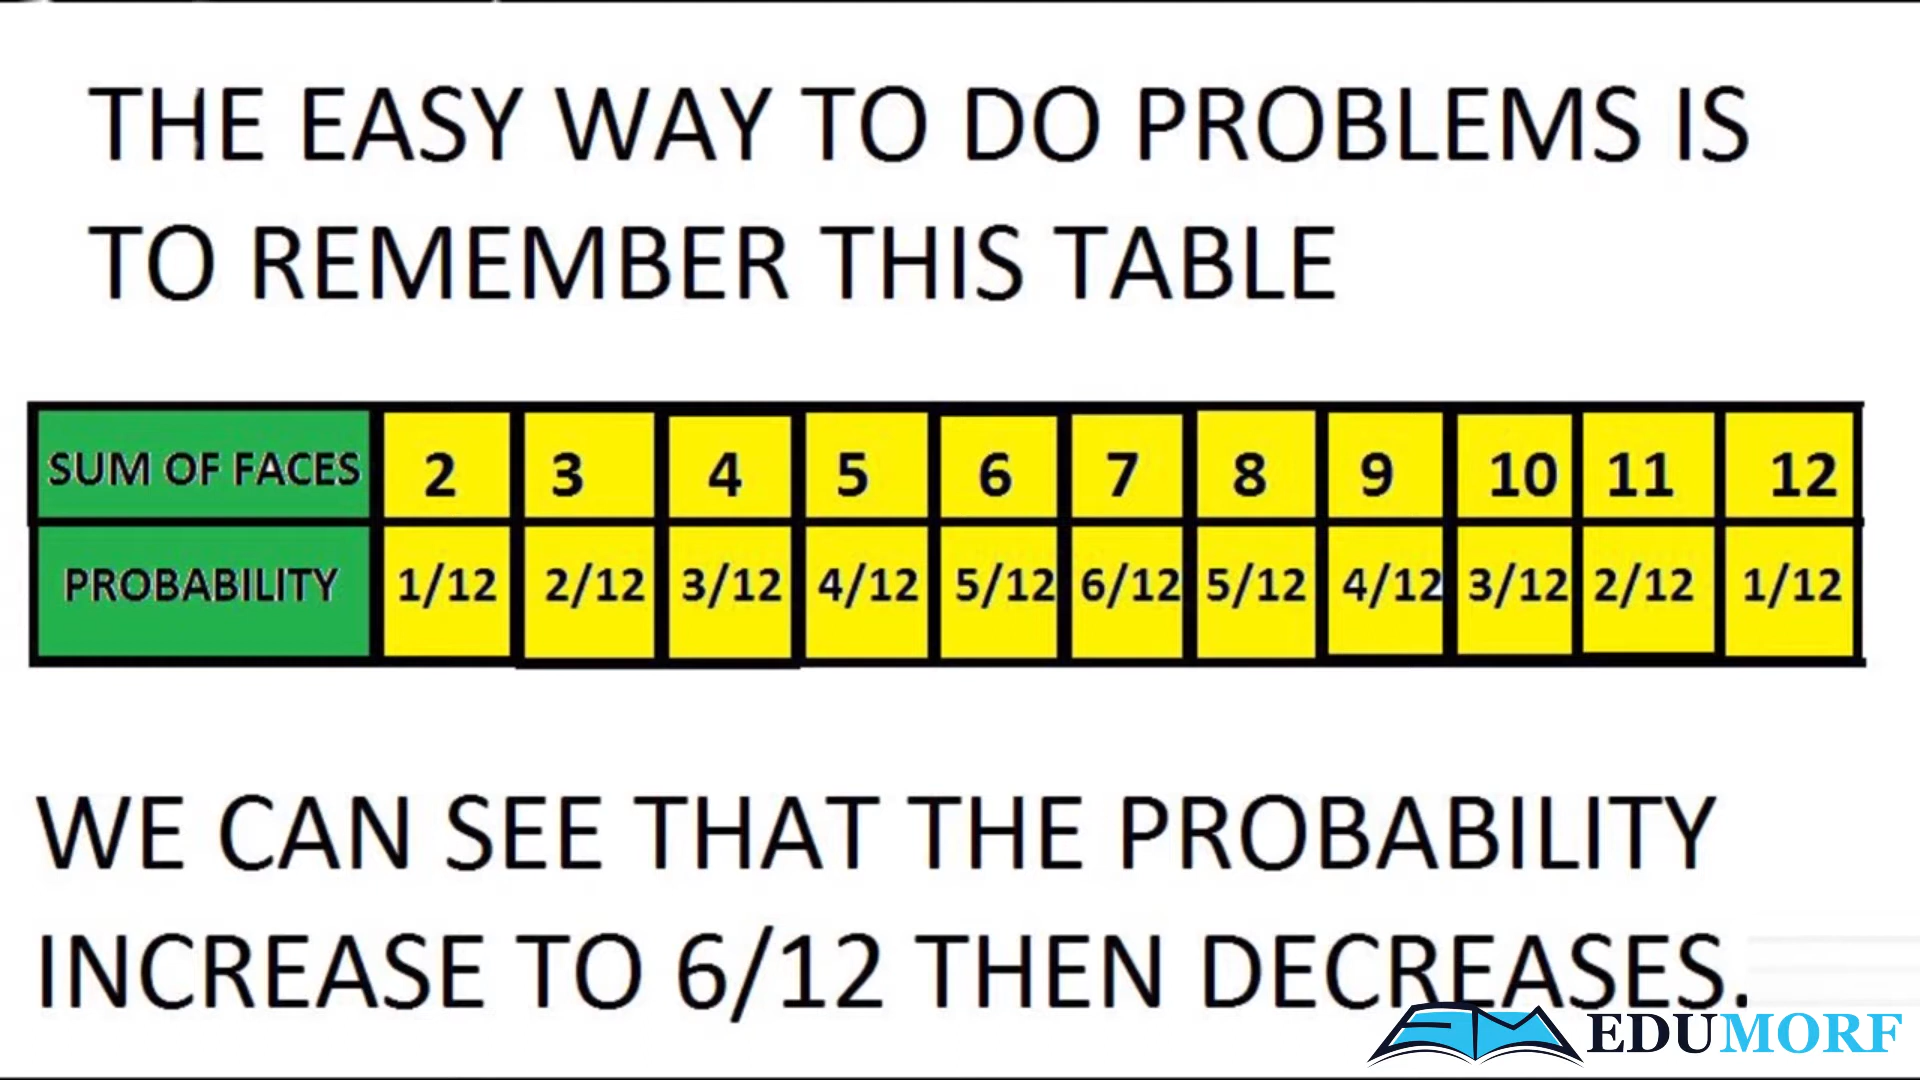 THE EASY WAY TO DO PROBLEMS IS
TO REMEMBER THIS TABLE
SUM OF FACES 2 3 4 5 6 7 8 9 10 11 12
PROBABILITY 1/12 2/12 3/12 4/12 5/12 6/12 5/12 4/12 3/12 2/12 1/12
WE CAN SEE THAT THE PROBABILITY
INCREASE TO 6/12 THEN DECREASES.
EDUMORF